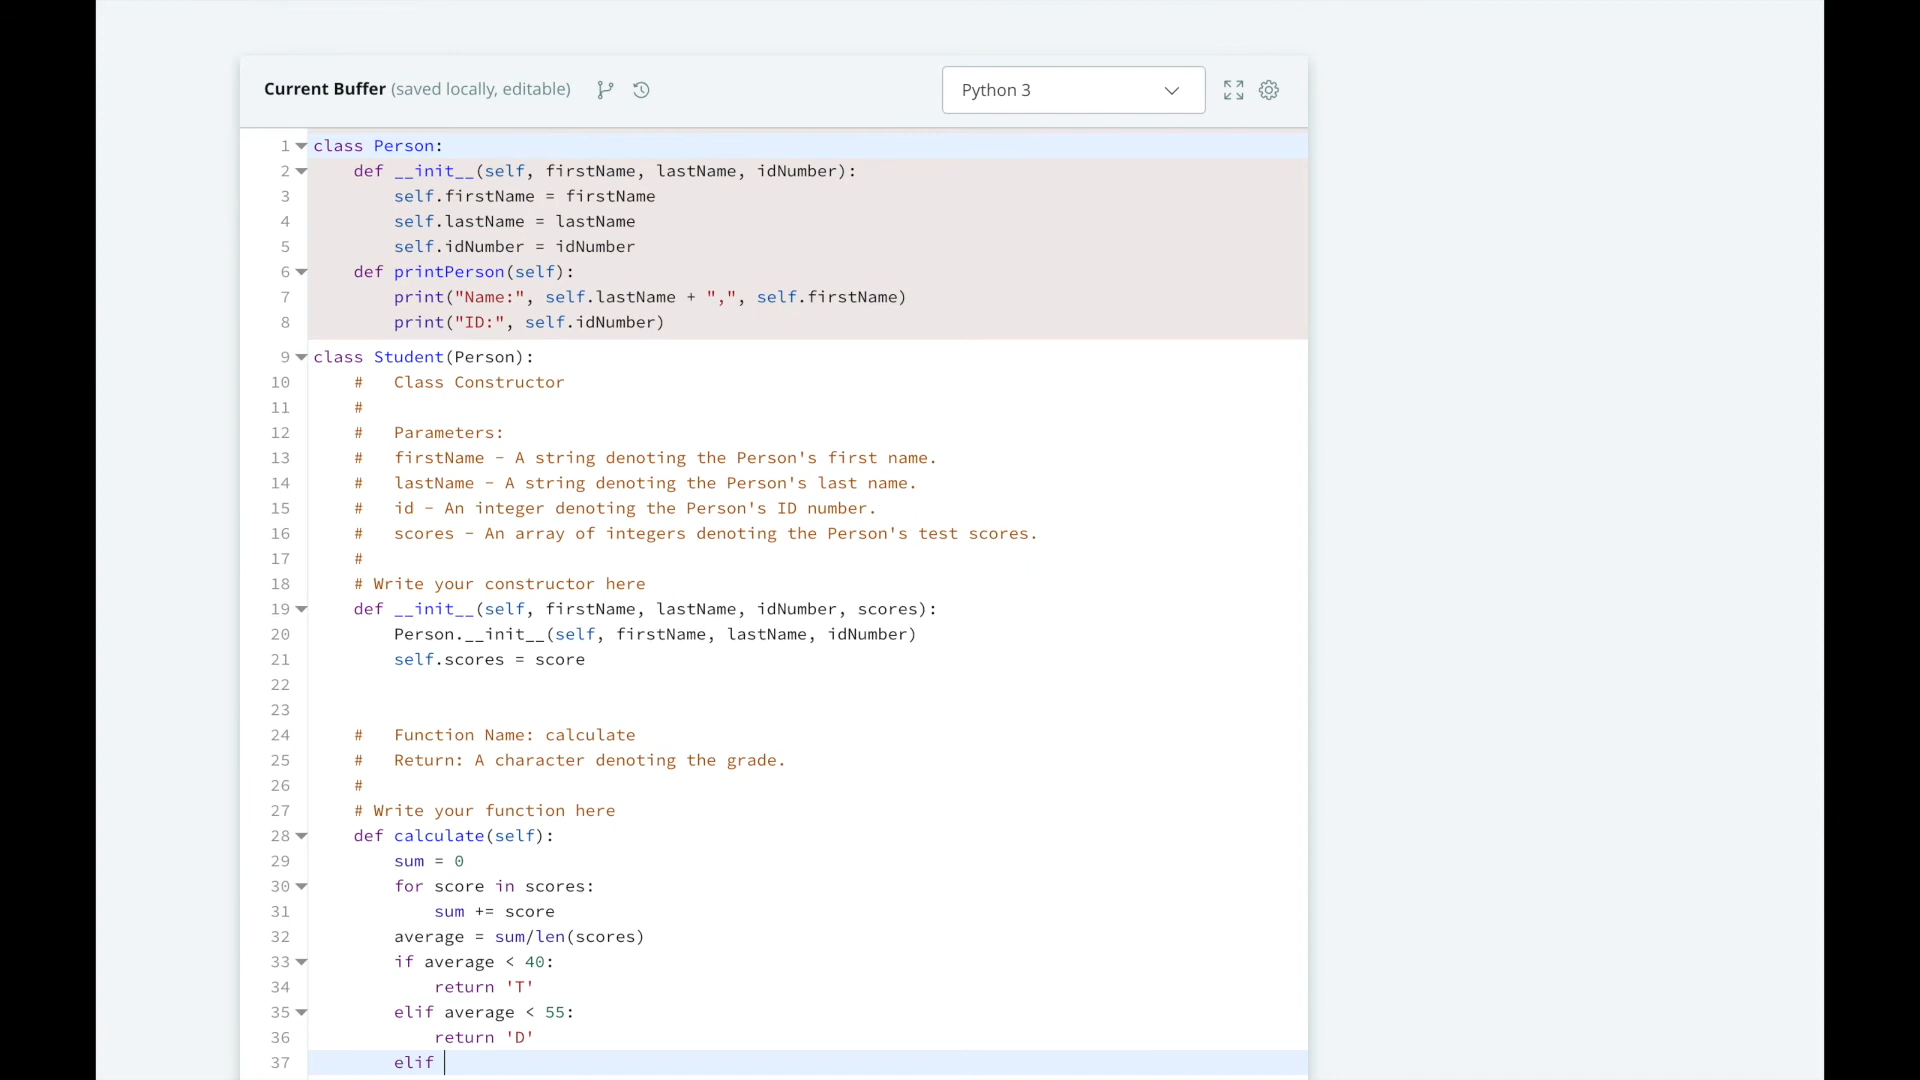 Current Buffer (saved locally, editable)
Python 3
1 class Person:
2     def __init__(self, firstName, lastName, idNumber):
3         self.firstName = firstName
4         self.lastName = lastName
5         self.idNumber = idNumber
6     def printPerson(self):
7         print("Name:", self.lastName + ",", self.firstName)
8         print("ID:", self.idNumber)
9 class Student(Person):
10     #   Class Constructor
11     #
12     #   Parameters:
13     #   firstName - A string denoting the Person's first name.
14     #   lastName - A string denoting the Person's last name.
15     #   id - An integer denoting the Person's ID number.
16     #   scores - An array of integers denoting the Person's test scores.
17     #
18     # Write your constructor here
19     def __init__(self, firstName, lastName, idNumber, scores):
20         Person.__init__(self, firstName, lastName, idNumber)
21         self.scores = score
22
23
24     #   Function Name: calculate
25     #   Return: A character denoting the grade.
26     #
27     # Write your function here
28     def calculate(self):
29         sum = 0
30         for score in scores:
31             sum += score
32         average = sum/len(scores)
33         if average < 40:
34             return 'T'
35         elif average < 55:
36             return 'D'
37         elif